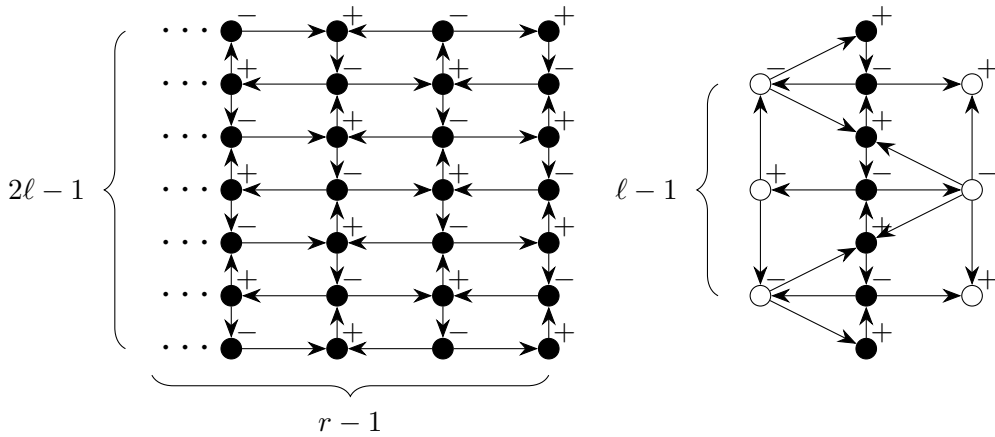 ⋯ − + − + +
⋯ + − + − − − +
⋯ − + − + +
2ℓ − 1 ⋯ + − + − ℓ − 1 + − −
⋯ − + − + +
⋯ + − + − − − +
⋯ − + − + +
r − 1